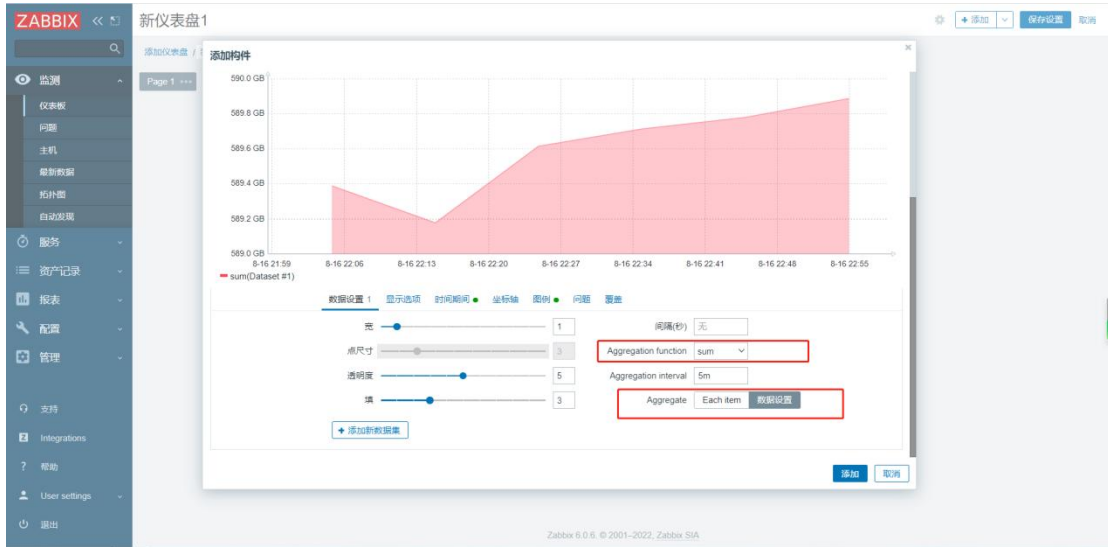 ZABBIX
新仪表盘1
+ 添加
保存设置
取消
添加仪表盘 /
添加构件
监测
Page 1
仪表板
问题
主机
最新数据
拓扑图
自动发现
服务
资产记录
报表
配置
管理
支持
Integrations
帮助
User settings
退出
590.0 GB
589.8 GB
589.6 GB
589.4 GB
589.2 GB
589.0 GB
8-16 21:59 8-16 22:06 8-16 22:13 8-16 22:20 8-16 22:27 8-16 22:34 8-16 22:41 8-16 22:48 8-16 22:55
sum(Dataset #1)
数据设置 1 显示选项 时间期间 坐标轴 图例 问题 覆盖
宽 1 间隔(秒) 无
点尺寸 3 Aggregation function sum
透明度 5 Aggregation interval 5m
填 3 Aggregate Each item 数据设置
+ 添加新数据集
添加 取消
Zabbix 6.0.6. © 2001–2022, Zabbix SIA